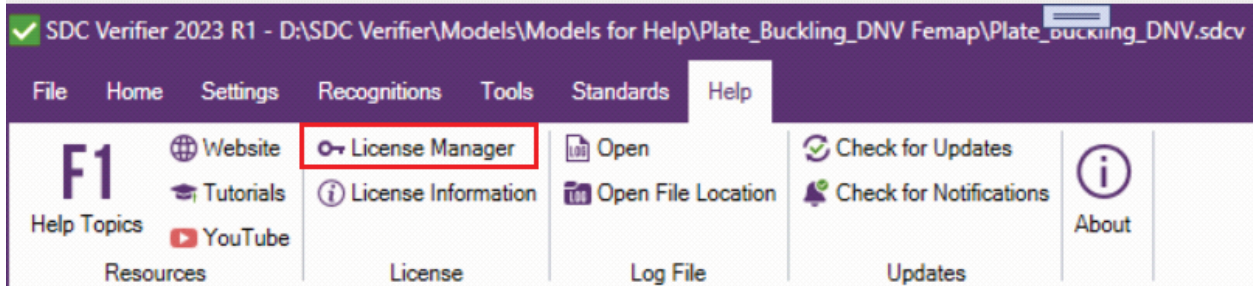 SDC Verifier 2023 R1 - D:\SDC Verifier\Models\Models for Help\Plate_Buckling_DNV Femap\Plate_Buckling_DNV.sdcv
File Home Settings Recognitions Tools Standards Help
F1
Help Topics
Website
Tutorials
YouTube
Resources
License Manager
License Information
License
LOG Open
LOG Open File Location
Log File
Check for Updates
Check for Notifications
Updates
About